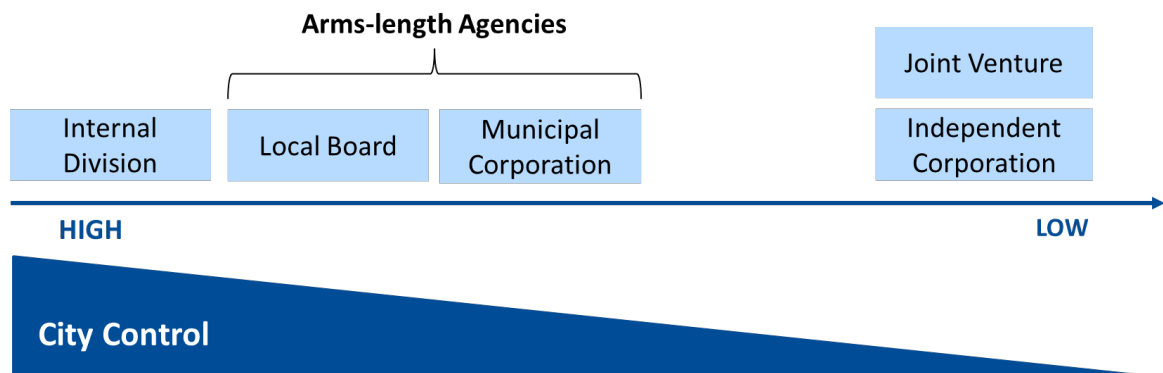 Arms-length Agencies
Joint Venture
Internal
Division
Local Board
Municipal
Corporation
Independent
Corporation
HIGH
LOW
City Control